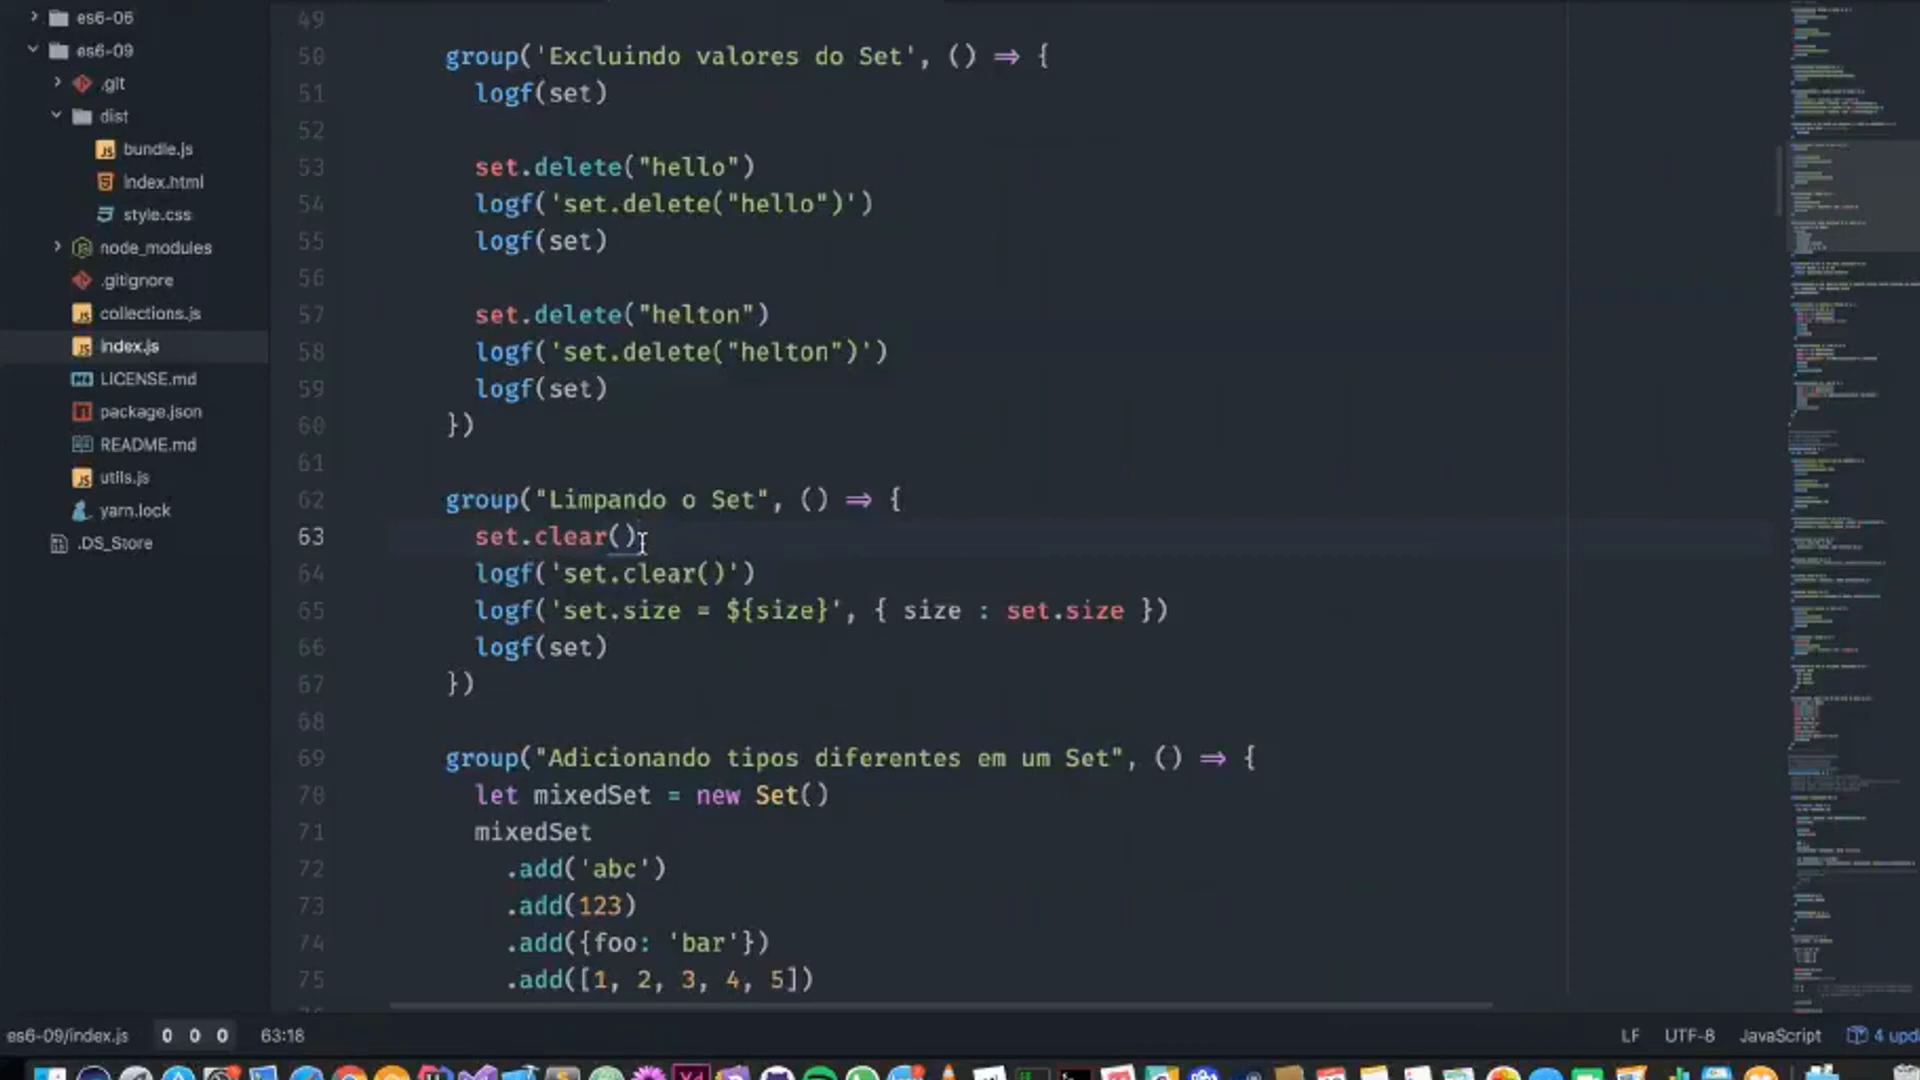 es6-06
es6-09
.git
dist
bundle.js
index.html
style.css
node_modules
.gitignore
collections.js
index.js
LICENSE.md
package.json
README.md
utils.js
yarn.lock
.DS_Store
49
50 group('Excluindo valores do Set', () => {
51 logf(set)
52
53 set.delete("hello")
54 logf('set.delete("hello")')
55 logf(set)
56
57 set.delete("helton")
58 logf('set.delete("helton")')
59 logf(set)
60 })
61
62 group("Limpando o Set", () => {
63 set.clear()
64 logf('set.clear()')
65 logf('set.size = ${size}', { size : set.size })
66 logf(set)
67 })
68
69 group("Adicionando tipos diferentes em um Set", () => {
70 let mixedSet = new Set()
71 mixedSet
72 .add('abc')
73 .add(123)
74 .add({foo: 'bar'})
75 .add([1, 2, 3, 4, 5])
es6-09/index.js 0 0 0 63:18 LF UTF-8 JavaScript 4 upd